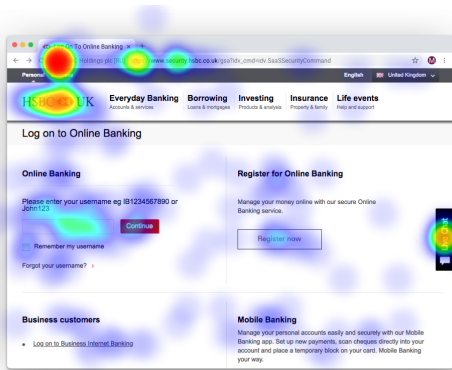 Log On To Online Banking
Holdings plc [
www.security.hsbc.co.uk/gsa?idv_cmd=idv.SaaSSecurityCommand
Personal
English
United Kingdom
HSBC UK
Everyday Banking
Accounts & services
Borrowing
Loans & mortgages
Investing
Products & analysis
Insurance
Property & family
Life events
Help and support
Log on to Online Banking
Online Banking
Please enter your username eg IB1234567890 or
John123
Continue
Remember my username
Forgot your username? ›
Register for Online Banking
Manage your money online with our secure Online
Banking service.
Register now
Live Chat
Business customers
Log on to Business Internet Banking
Mobile Banking
Manage your personal accounts easily and securely with our Mobile
Banking app. Set up new payments, scan cheques directly into your
account and place a temporary block on your card. Mobile Banking
your way.